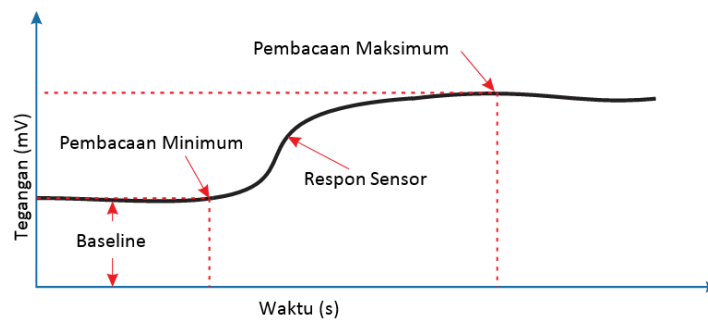 Pembacaan Maksimum
Pembacaan Minimum
Respon Sensor
Baseline
Tegangan (mV)
Waktu (s)